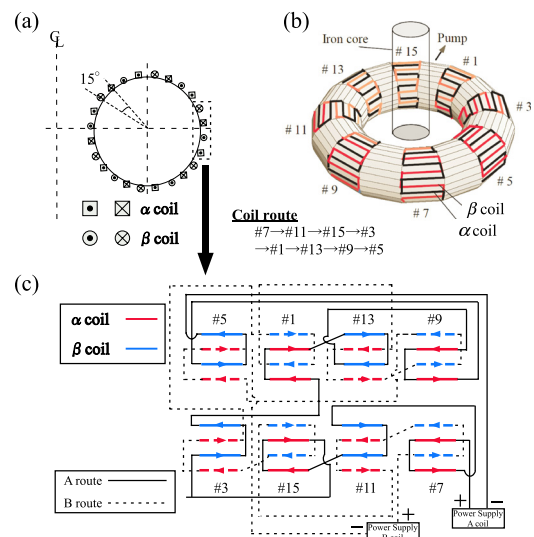 (a)
(b)
C
L
15°
α coil
β coil
Iron core
Pump
# 15
# 1
# 13
# 3
# 11
# 5
# 9
# 7
β coil
α coil
Coil route
#7→#11→#15→#3
→#1→#13→#9→#5
(c)
α coil
β coil
#5
#1
#13
#9
#3
#15
#11
#7
A route
B route
+
−
−
+
Power Supply
A coil
Power Supply
B coil